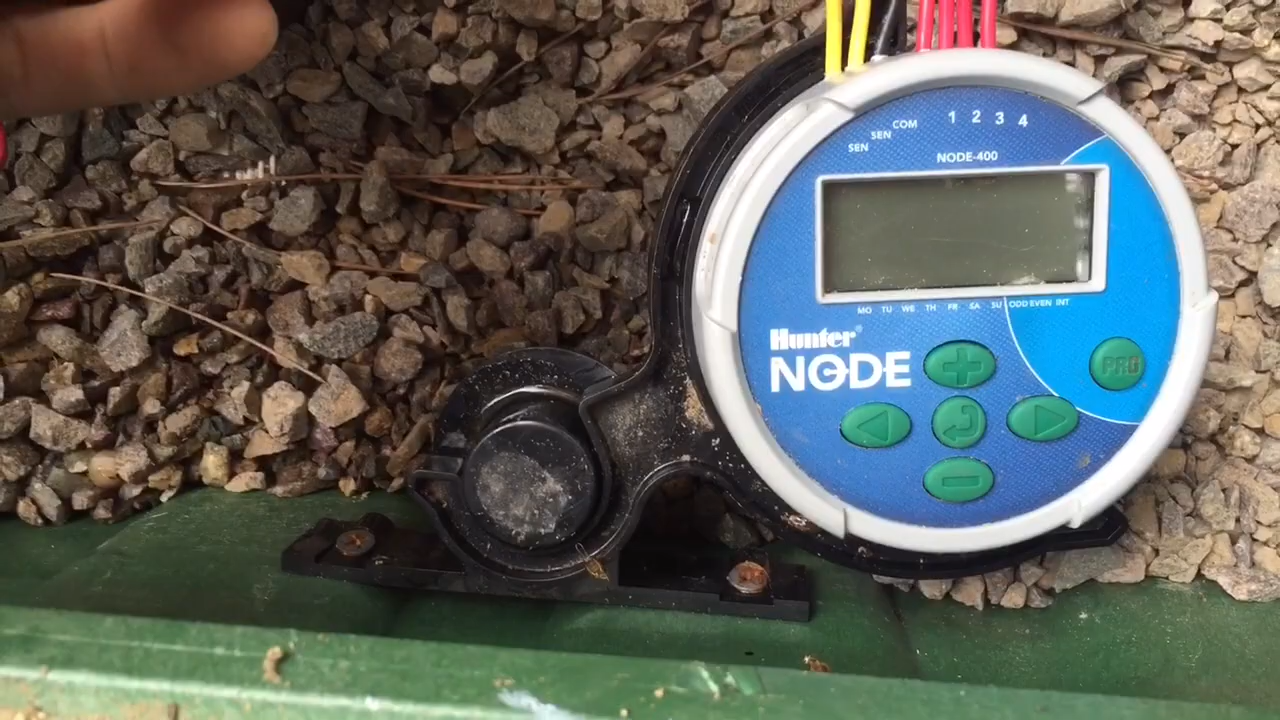 1 2 3 4
COM
SEN
SEN
NODE-400
MO TU WE TH FR SA SU ODD EVEN INT
Hunter®
NODE
PRG